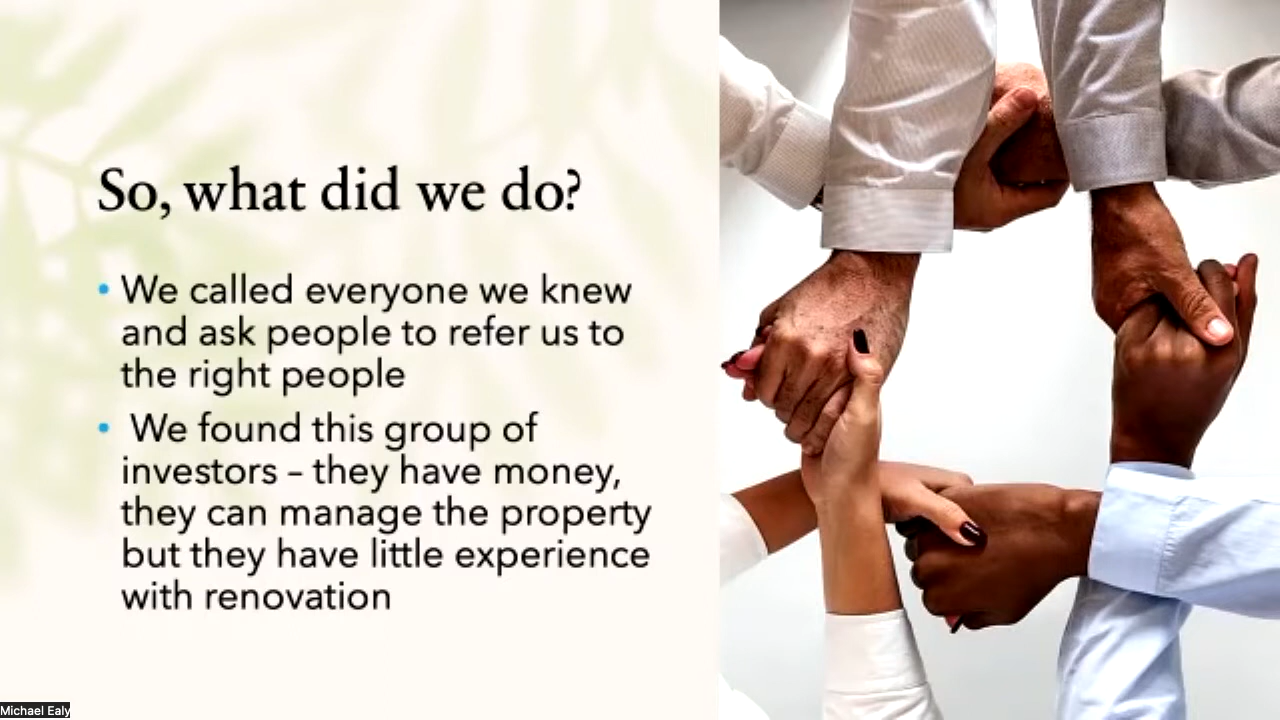 So, what did we do?
• We called everyone we knew
and ask people to refer us to
the right people
• We found this group of
investors – they have money,
they can manage the property
but they have little experience
with renovation
Michael Ealy